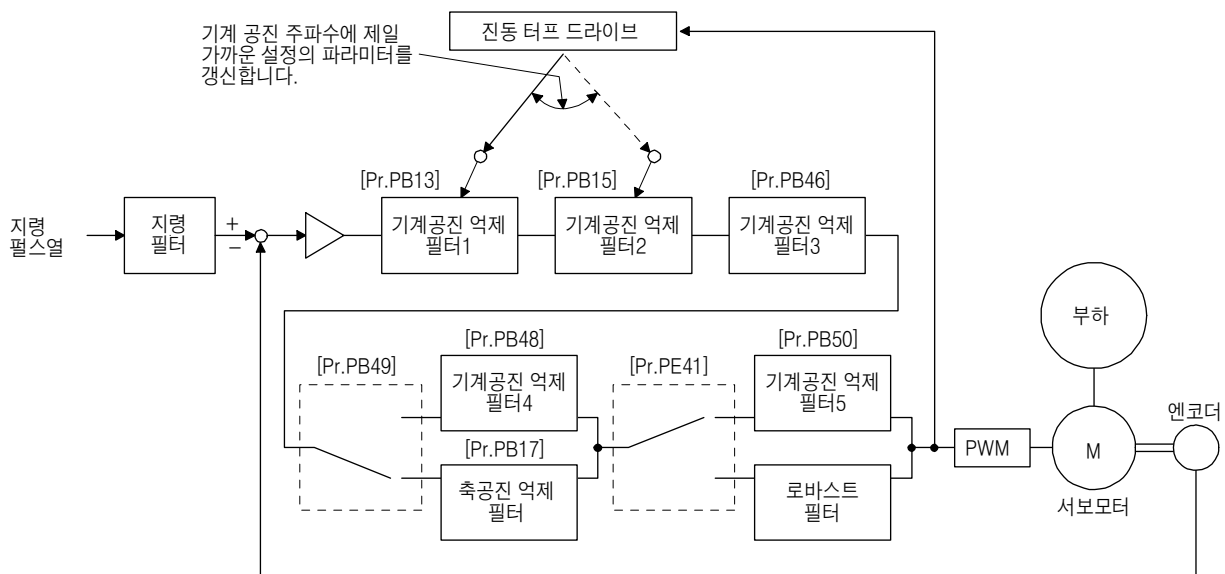 기계 공진 주파수에 제일
가까운 설정의 파라미터를
갱신합니다.
진동 터프 드라이브
[Pr.PB13]
[Pr.PB15]
[Pr.PB46]
지령
펄스열
지령
필터
+
−
기계공진 억제
필터1
기계공진 억제
필터2
기계공진 억제
필터3
부하
[Pr.PB49]
[Pr.PB48]
기계공진 억제
필터4
[Pr.PE41]
[Pr.PB50]
기계공진 억제
필터5
엔코더
[Pr.PB17]
축공진 억제
필터
로바스트
필터
PWM
M
서보모터